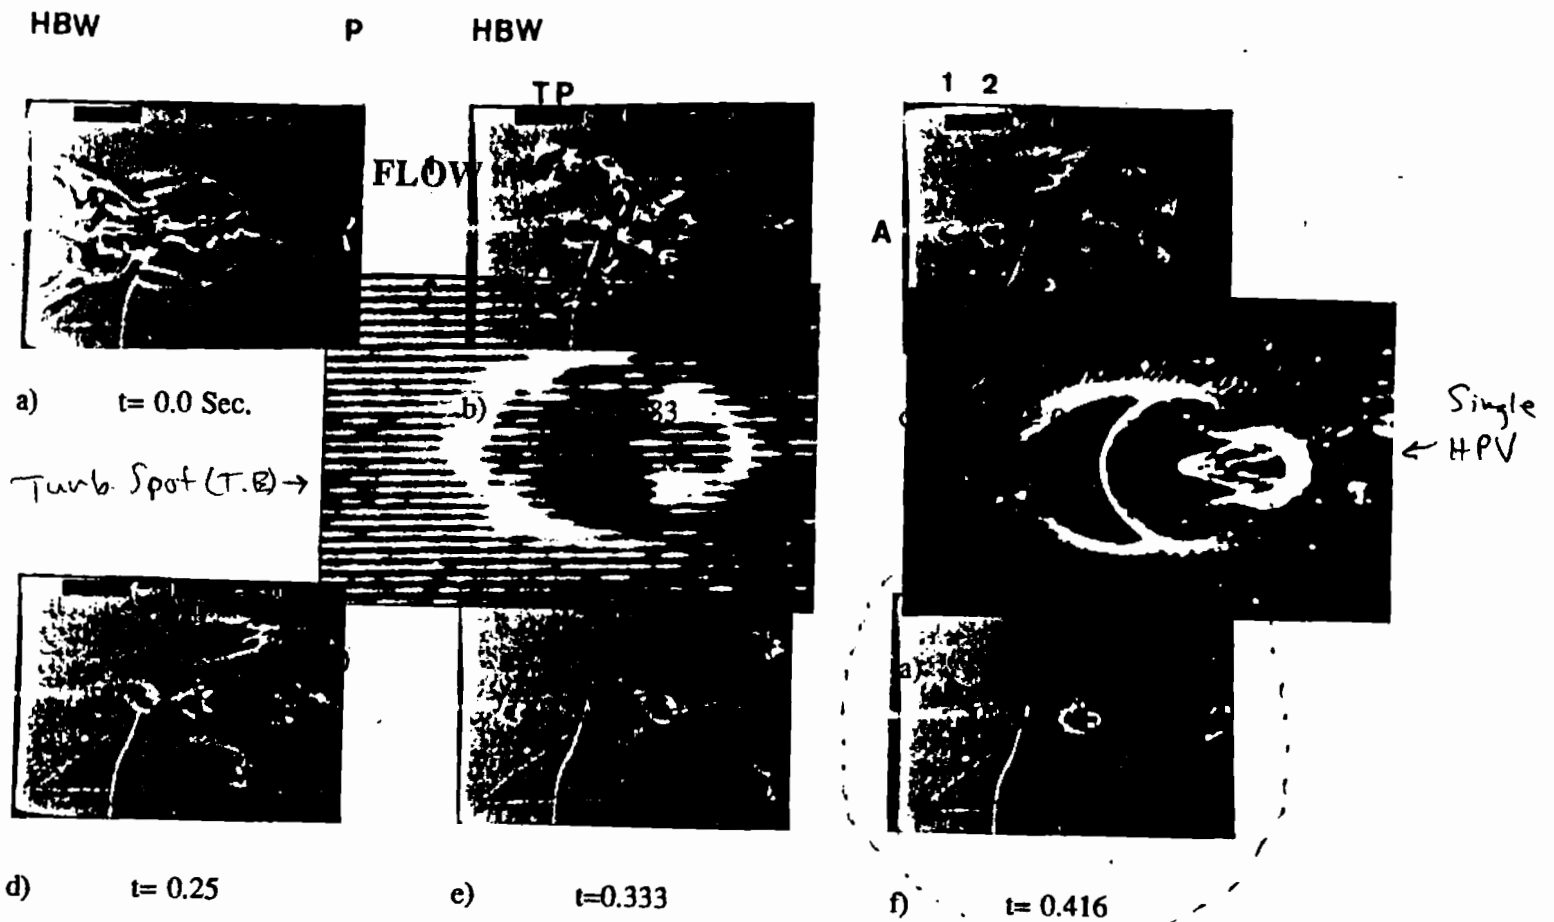 HBW P HBW
TP
1 2
FLOW
A
a) t= 0.0 Sec.
b) 83
Single
HPV
Turb. Spot (T.B) →
a)
d) t= 0.25
e) t=0.333
f) t= 0.416